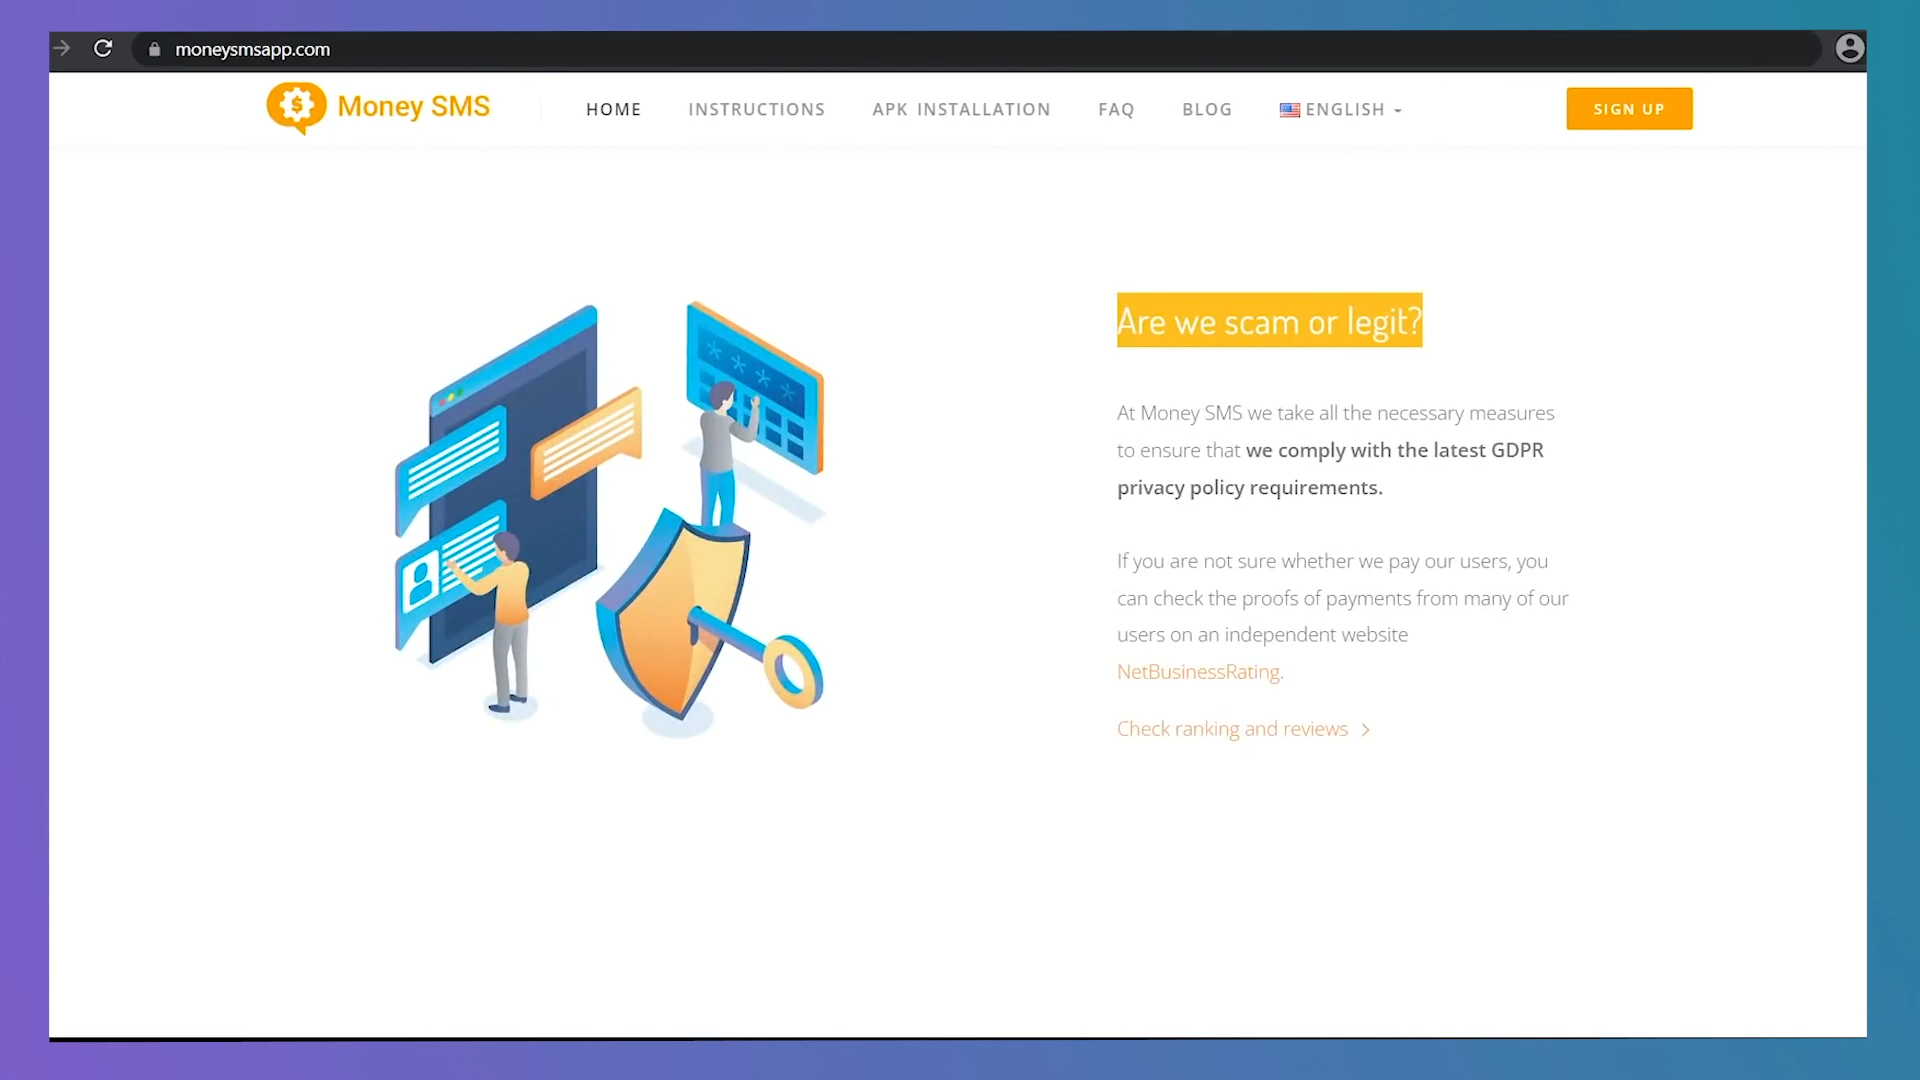 moneysmsapp.com
Money SMS
HOME
INSTRUCTIONS
APK INSTALLATION
FAQ
BLOG
ENGLISH
SIGN UP
Are we scam or legit?
At Money SMS we take all the necessary measures
to ensure that we comply with the latest GDPR
privacy policy requirements.
If you are not sure whether we pay our users, you
can check the proofs of payments from many of our
users on an independent website
NetBusinessRating.
Check ranking and reviews >